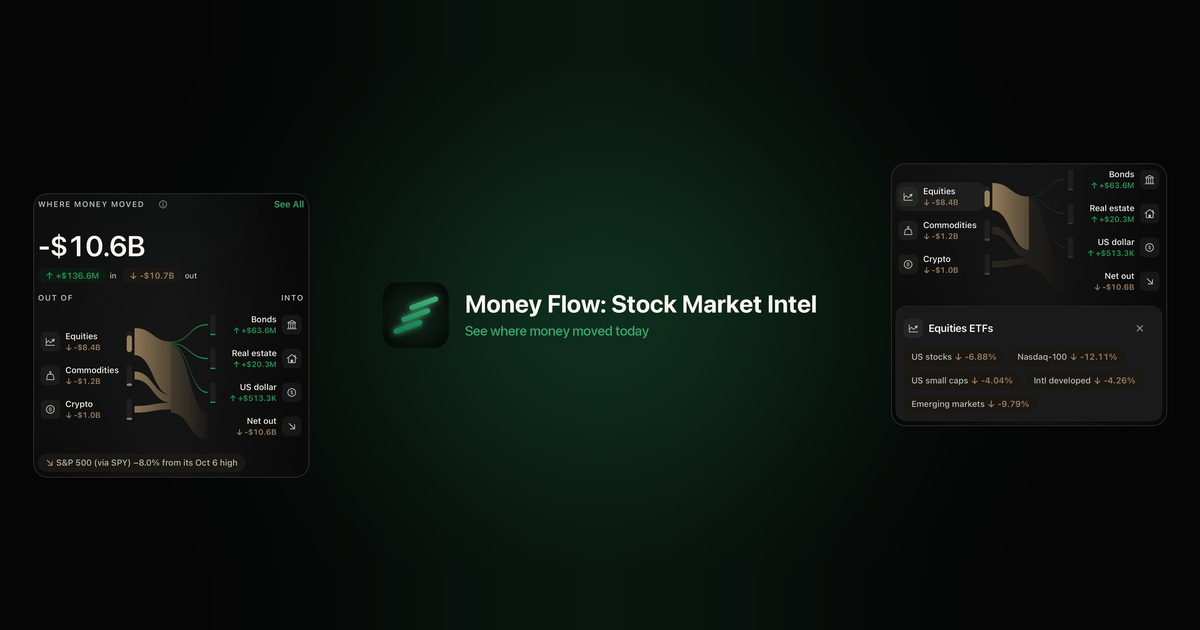 WHERE MONEY MOVED
See All
-$10.6B
↑ +$136.6M in ↓ -$10.7B out
OUT OF
INTO
Equities
↓ -$8.4B
Commodities
↓ -$1.2B
Crypto
↓ -$1.0B
Bonds
↑ +$63.6M
Real estate
↑ +$20.3M
US dollar
↑ +$513.3K
Net out
↓ -$10.6B
↘ S&P 500 (via SPY) −8.0% from its Oct 6 high
Money Flow: Stock Market Intel
See where money moved today
Equities
↓ -$8.4B
Commodities
↓ -$1.2B
Crypto
↓ -$1.0B
Bonds
↑ +$63.6M
Real estate
↑ +$20.3M
US dollar
↑ +$513.3K
Net out
↓ -$10.6B
Equities ETFs
US stocks ↓ -6.88% Nasdaq-100 ↓ -12.11%
US small caps ↓ -4.04% Intl developed ↓ -4.26%
Emerging markets ↓ -9.79%